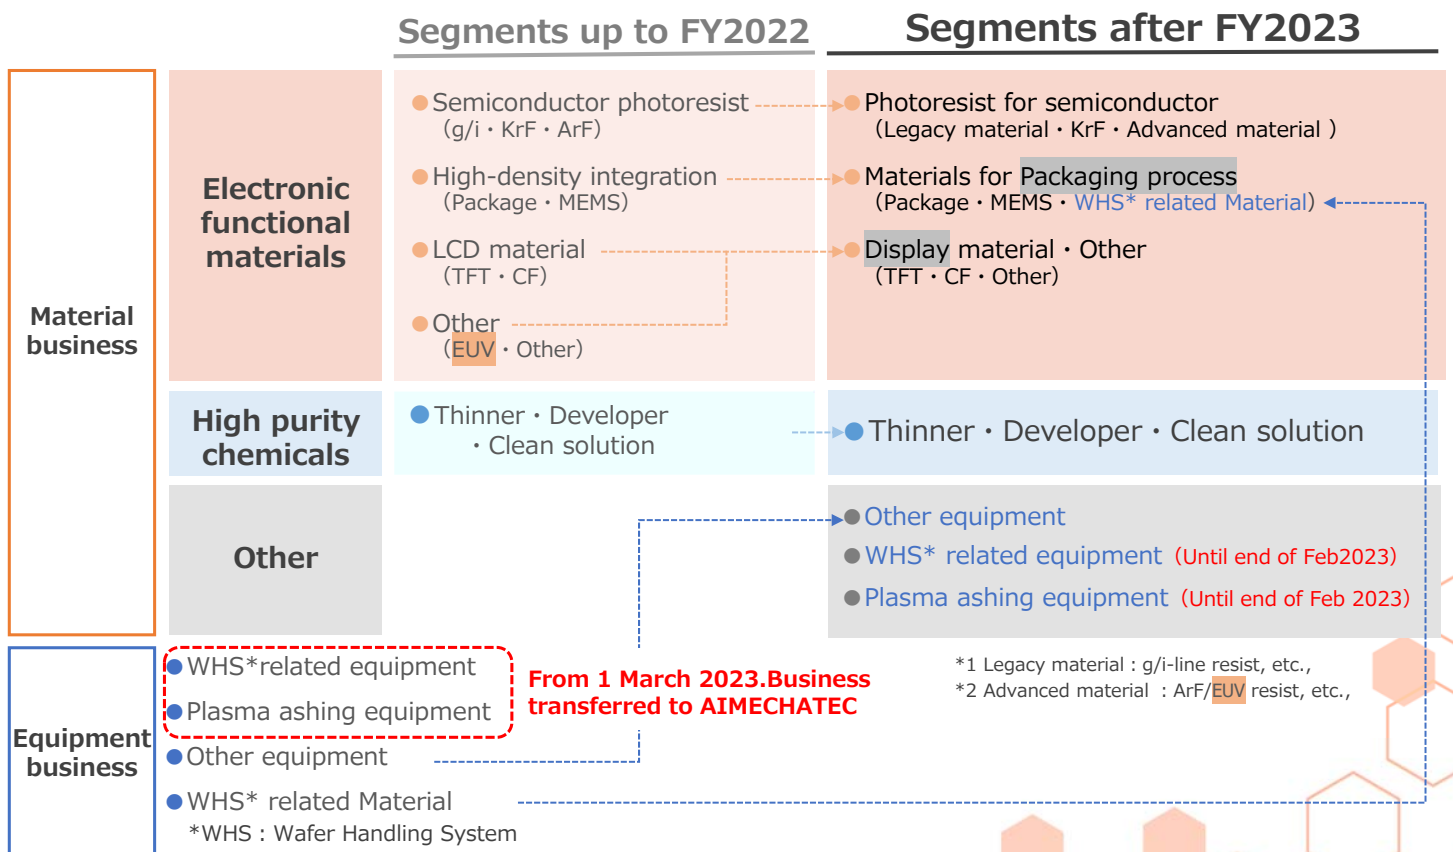 Segments up to FY2022
Segments after FY2023
Material
business
Electronic
functional
materials
●Semiconductor photoresist
（g/i・KrF・ArF）
●High-density integration
（Package・MEMS）
●LCD material
（TFT・CF）
●Other
（EUV・Other）
●Photoresist for semiconductor
（Legacy material・KrF・Advanced material ）
●Materials for Packaging process
（Package・MEMS・WHS* related Material）
●Display material・Other
（TFT・CF・Other）
High purity
chemicals
●Thinner・Developer
・Clean solution
●Thinner・Developer・Clean solution
Other
●Other equipment
●WHS* related equipment（Until end of Feb2023）
●Plasma ashing equipment（Until end of Feb 2023）
Equipment
business
●WHS*related equipment
●Plasma ashing equipment
●Other equipment
●WHS* related Material
*WHS : Wafer Handling System
From 1 March 2023.Business
transferred to AIMECHATEC
*1 Legacy material : g/i-line resist, etc.,
*2 Advanced material : ArF/EUV resist, etc.,